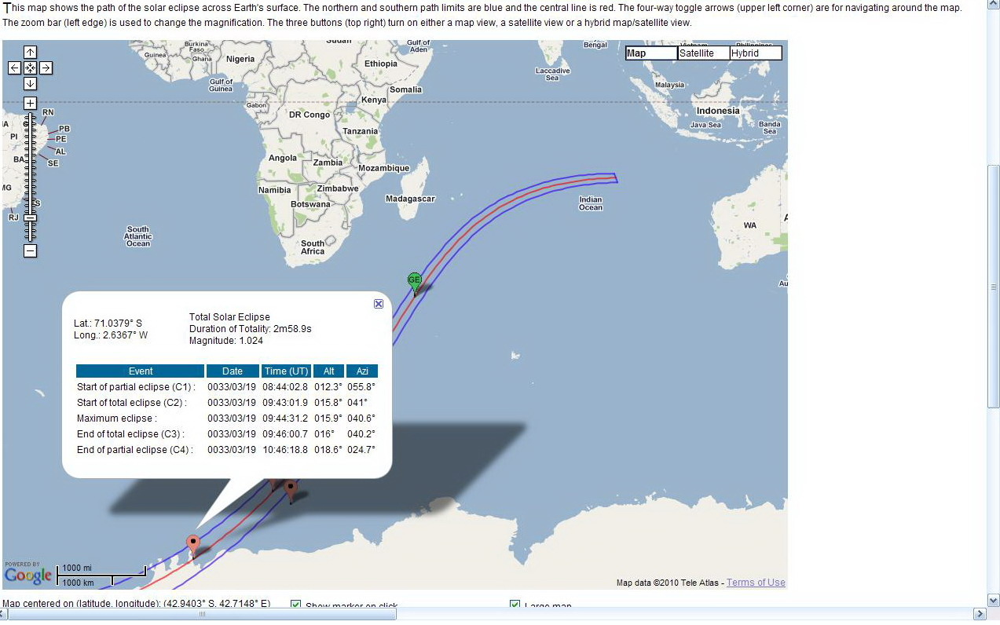 This map shows the path of the solar eclipse across Earth's surface. The northern and southern path limits are blue and the central line is red. The four-way toggle arrows (upper left corner) are for navigating around the map.
The zoom bar (left edge) is used to change the magnification. The three buttons (top right) turn on either a map view, a satellite view or a hybrid map/satellite view.
Burkina
Faso
Sudan
Gulf of
Aden
Bengal
Vietnam
Philippines
Map
Satellite
Hybrid
Guinea
Ghana
Nigeria
Ethiopia
Laccadive
Sea
Gulf of
Guinea
Somalia
Malaysia
Gabon
Kenya
Indonesia
RN
DR Congo
Java Sea
Banda
Sea
PB
PI
PE
Tanzania
AL
BA
SE
Angola
Zambia
Mozambique
MG
Namibia
Zimbabwe
Botswana
Madagascar
Indian
Ocean
RJ
WA
South
Atlantic
Ocean
South
Africa
GE
Au
Lat.: 71.0379° S
Long.: 2.6367° W
Total Solar Eclipse
Duration of Totality: 2m58.9s
Magnitude: 1.024
Event Date Time (UT) Alt Azi
Start of partial eclipse (C1) : 0033/03/19 08:44:02.8 012.3° 055.8°
Start of total eclipse (C2) : 0033/03/19 09:43:01.9 015.8° 041°
Maximum eclipse : 0033/03/19 09:44:31.2 015.9° 040.6°
End of total eclipse (C3) : 0033/03/19 09:46:00.7 016° 040.2°
End of partial eclipse (C4) : 0033/03/19 10:46:18.8 018.6° 024.7°
POWERED BY
Google
1000 mi
1000 km
Map data ©2010 Tele Atlas - Terms of Use
Map centered on (latitude, longitude): (42.9403° S, 42.7148° E)
Show marker on click
Large map